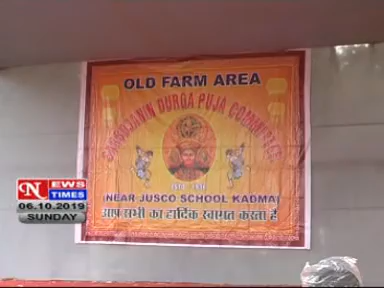 OLD FARM AREA
SARBOJANIN DURGA PUJA COMMITTEE
(NEAR JUSCO SCHOOL KADMA)
आप सभी का हार्दिक स्वागत करता है
N NEWS
TIMES
06.10.2019
SUNDAY